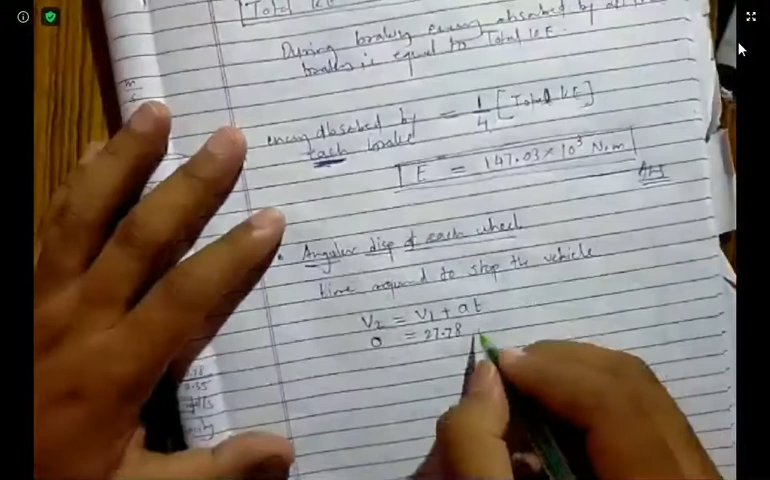 Total KE
During braking energy absorbed by all
brakes is equal to Total KE.
energy absorbed by each brake = 1/4 [Total KE]
E = 147.03 × 10³ N.m
Ans
• Angular disp of each wheel
time required to stop the vehicle
V₂ = V₁ + at
0 = 27.78